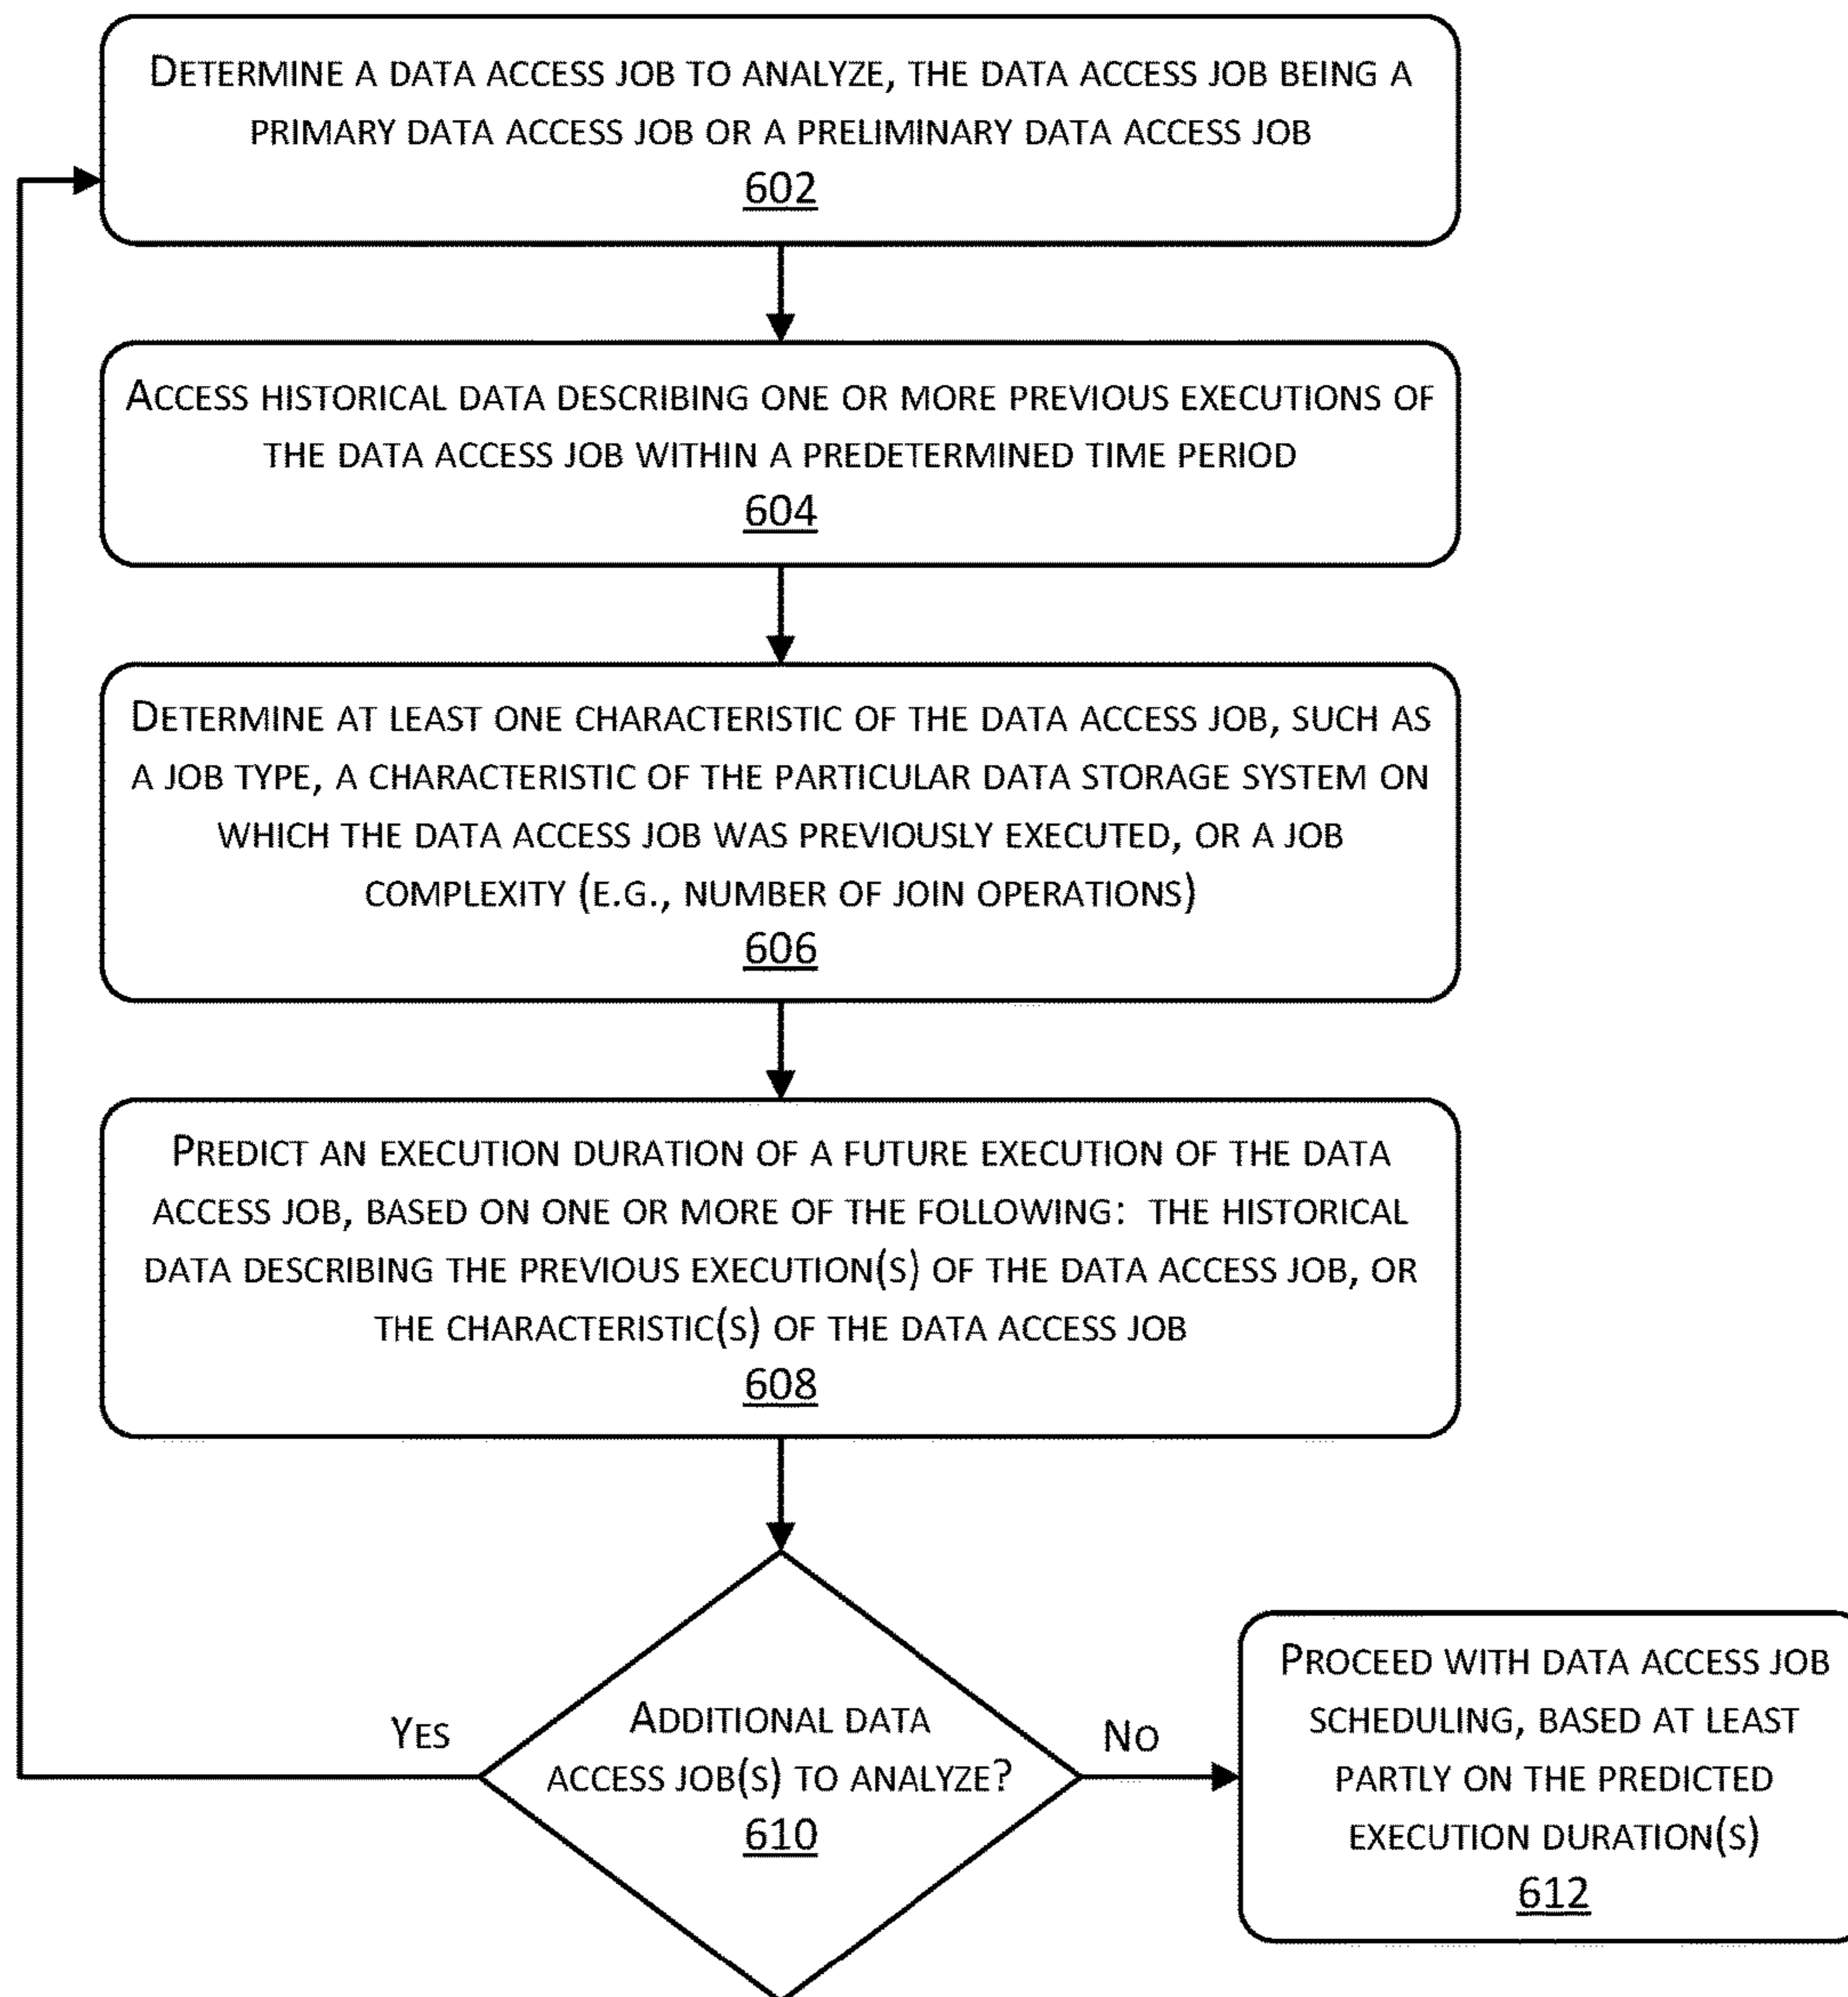 DETERMINE A DATA ACCESS JOB TO ANALYZE, THE DATA ACCESS JOB BEING A
PRIMARY DATA ACCESS JOB OR A PRELIMINARY DATA ACCESS JOB
602
ACCESS HISTORICAL DATA DESCRIBING ONE OR MORE PREVIOUS EXECUTIONS OF
THE DATA ACCESS JOB WITHIN A PREDETERMINED TIME PERIOD
604
DETERMINE AT LEAST ONE CHARACTERISTIC OF THE DATA ACCESS JOB, SUCH AS
A JOB TYPE, A CHARACTERISTIC OF THE PARTICULAR DATA STORAGE SYSTEM ON
WHICH THE DATA ACCESS JOB WAS PREVIOUSLY EXECUTED, OR A JOB
COMPLEXITY (E.G., NUMBER OF JOIN OPERATIONS)
606
PREDICT AN EXECUTION DURATION OF A FUTURE EXECUTION OF THE DATA
ACCESS JOB, BASED ON ONE OR MORE OF THE FOLLOWING: THE HISTORICAL
DATA DESCRIBING THE PREVIOUS EXECUTION(S) OF THE DATA ACCESS JOB, OR
THE CHARACTERISTIC(S) OF THE DATA ACCESS JOB
608
YES
ADDITIONAL DATA
ACCESS JOB(S) TO ANALYZE?
610
NO
PROCEED WITH DATA ACCESS JOB
SCHEDULING, BASED AT LEAST
PARTLY ON THE PREDICTED
EXECUTION DURATION(S)
612